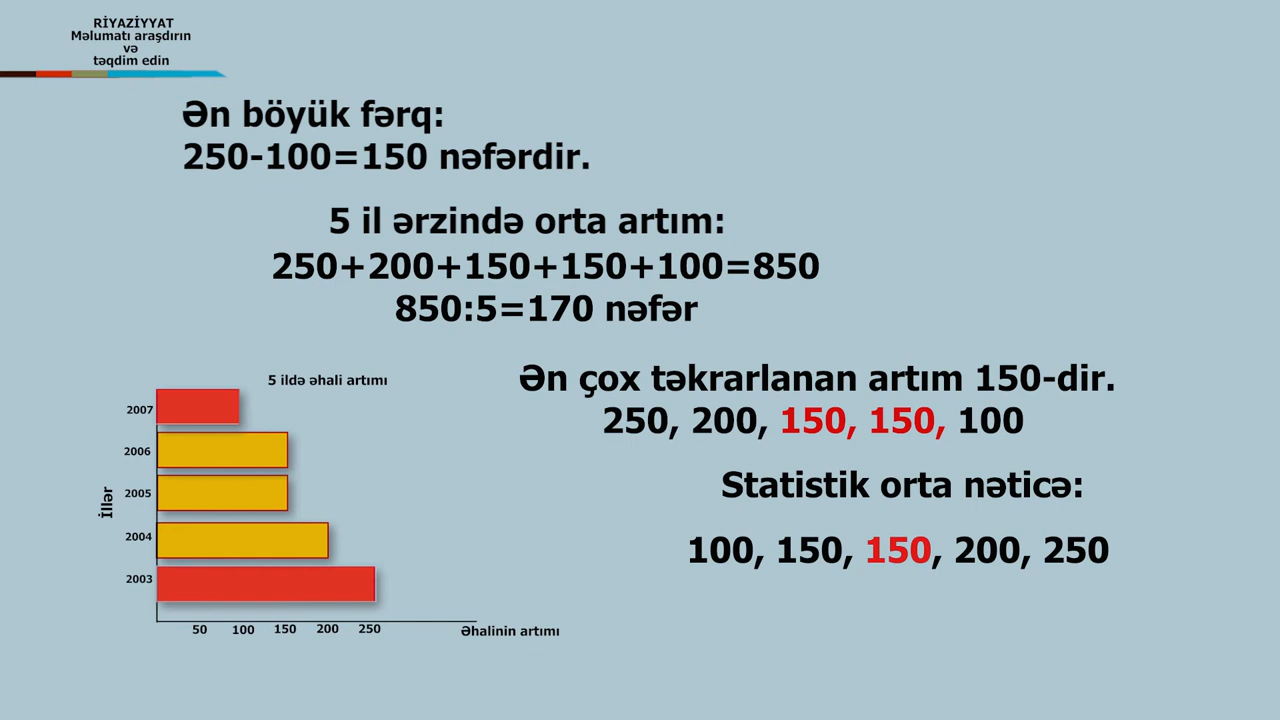 RİYAZİYYAT
Məlumatı araşdırın
və
təqdim edin
Ən böyük fərq:
250-100=150 nəfərdir.
5 il ərzində orta artım:
250+200+150+150+100=850
850:5=170 nəfər
Ən çox təkrarlanan artım 150-dir.
250, 200, 150, 150, 100
Statistik orta nəticə:
100, 150, 150, 200, 250
5 ildə əhali artımı
2007
2006
2005
2004
2003
İllər
50 100 150 200 250
Əhalinin artımı